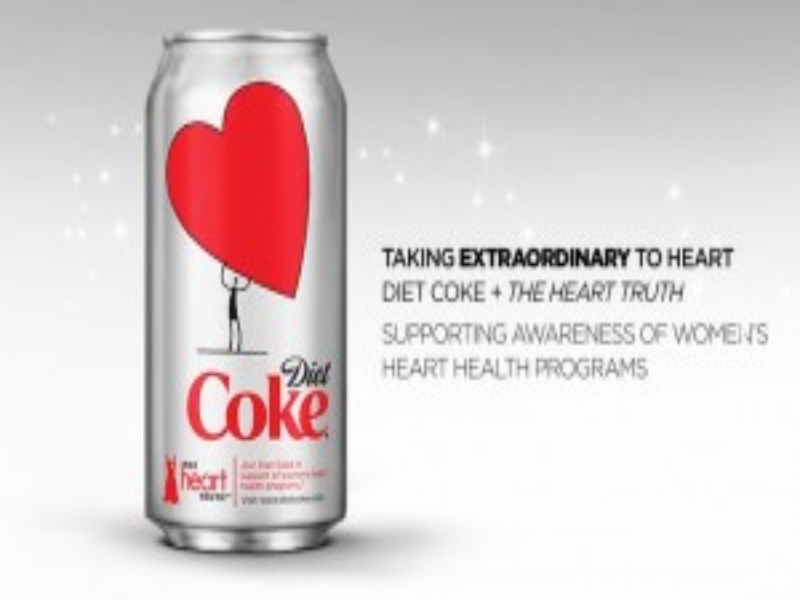 TAKING EXTRAORDINARY TO HEART
DIET COKE + THE HEART TRUTH
SUPPORTING AWARENESS OF WOMEN'S
HEART HEALTH PROGRAMS
Diet
Coke
heart